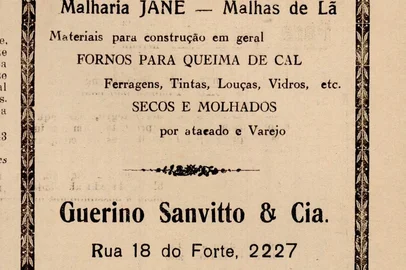 Malharia JANE — Malhas de Lã
Materiais para construção em geral
FORNOS PARA QUEIMA DE CAL
Ferragens, Tintas, Louças, Vidros, etc.
SECOS E MOLHADOS
por atacado e Varejo
Guerino Sanvitto & Cia.
Rua 18 do Forte, 2227